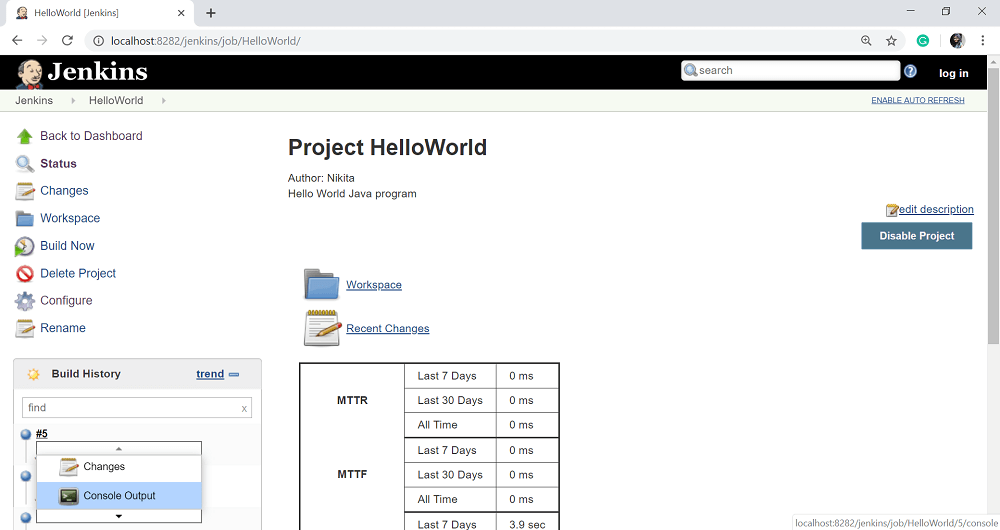 HelloWorld [Jenkins]
localhost:8282/jenkins/job/HelloWorld/
Jenkins
search
log in
Jenkins HelloWorld
ENABLE AUTO REFRESH
Back to Dashboard
Status
Changes
Workspace
Build Now
Delete Project
Configure
Rename
Project HelloWorld
Author: Nikita
Hello World Java program
edit description
Disable Project
Workspace
Recent Changes
Build History trend
find x
#5
Changes
Console Output
MTTR
Last 7 Days 0 ms
Last 30 Days 0 ms
All Time 0 ms
MTTF
Last 7 Days 0 ms
Last 30 Days 0 ms
All Time 0 ms
Last 7 Days 3.9 sec
localhost:8282/jenkins/job/HelloWorld/5/console